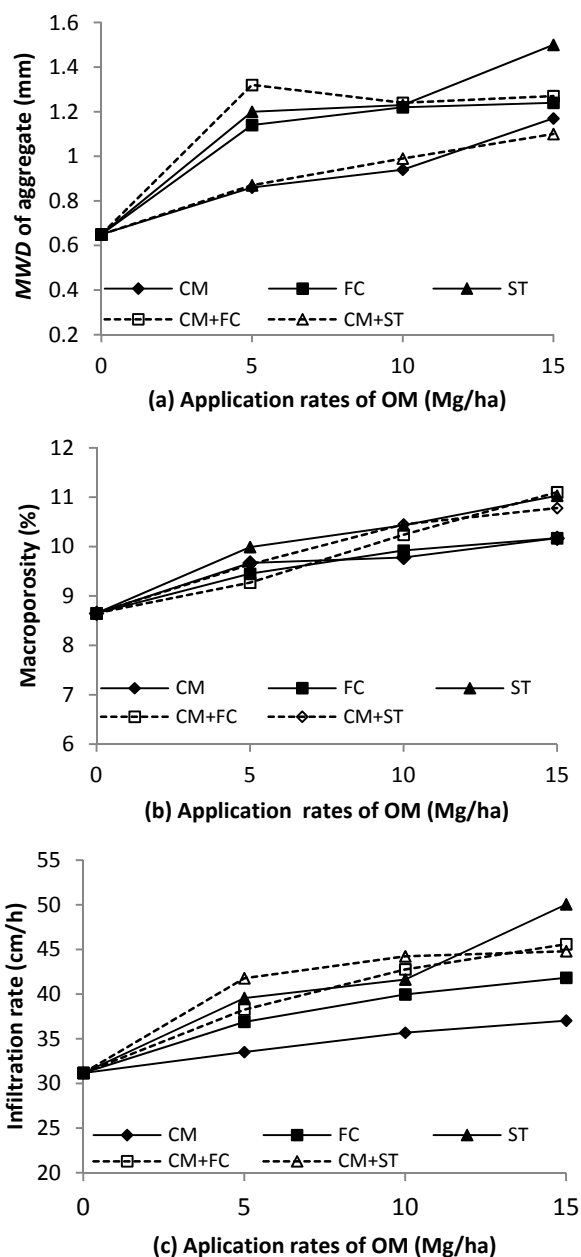 1.6
1.4
1.2
1
0.8
0.6
0.4
0.2
MWD of aggregate (mm)
CM FC ST
CM+FC CM+ST
0 5 10 15
(a) Application rates of OM (Mg/ha)
12
11
10
9
8
7
6
Macroporosity (%)
CM FC ST
CM+FC CM+ST
0 5 10 15
(b) Application rates of OM (Mg/ha)
55
50
45
40
35
30
25
20
Infiltration rate (cm/h)
CM FC ST
CM+FC CM+ST
0 5 10 15
(c) Aplication rates of OM (Mg/ha)